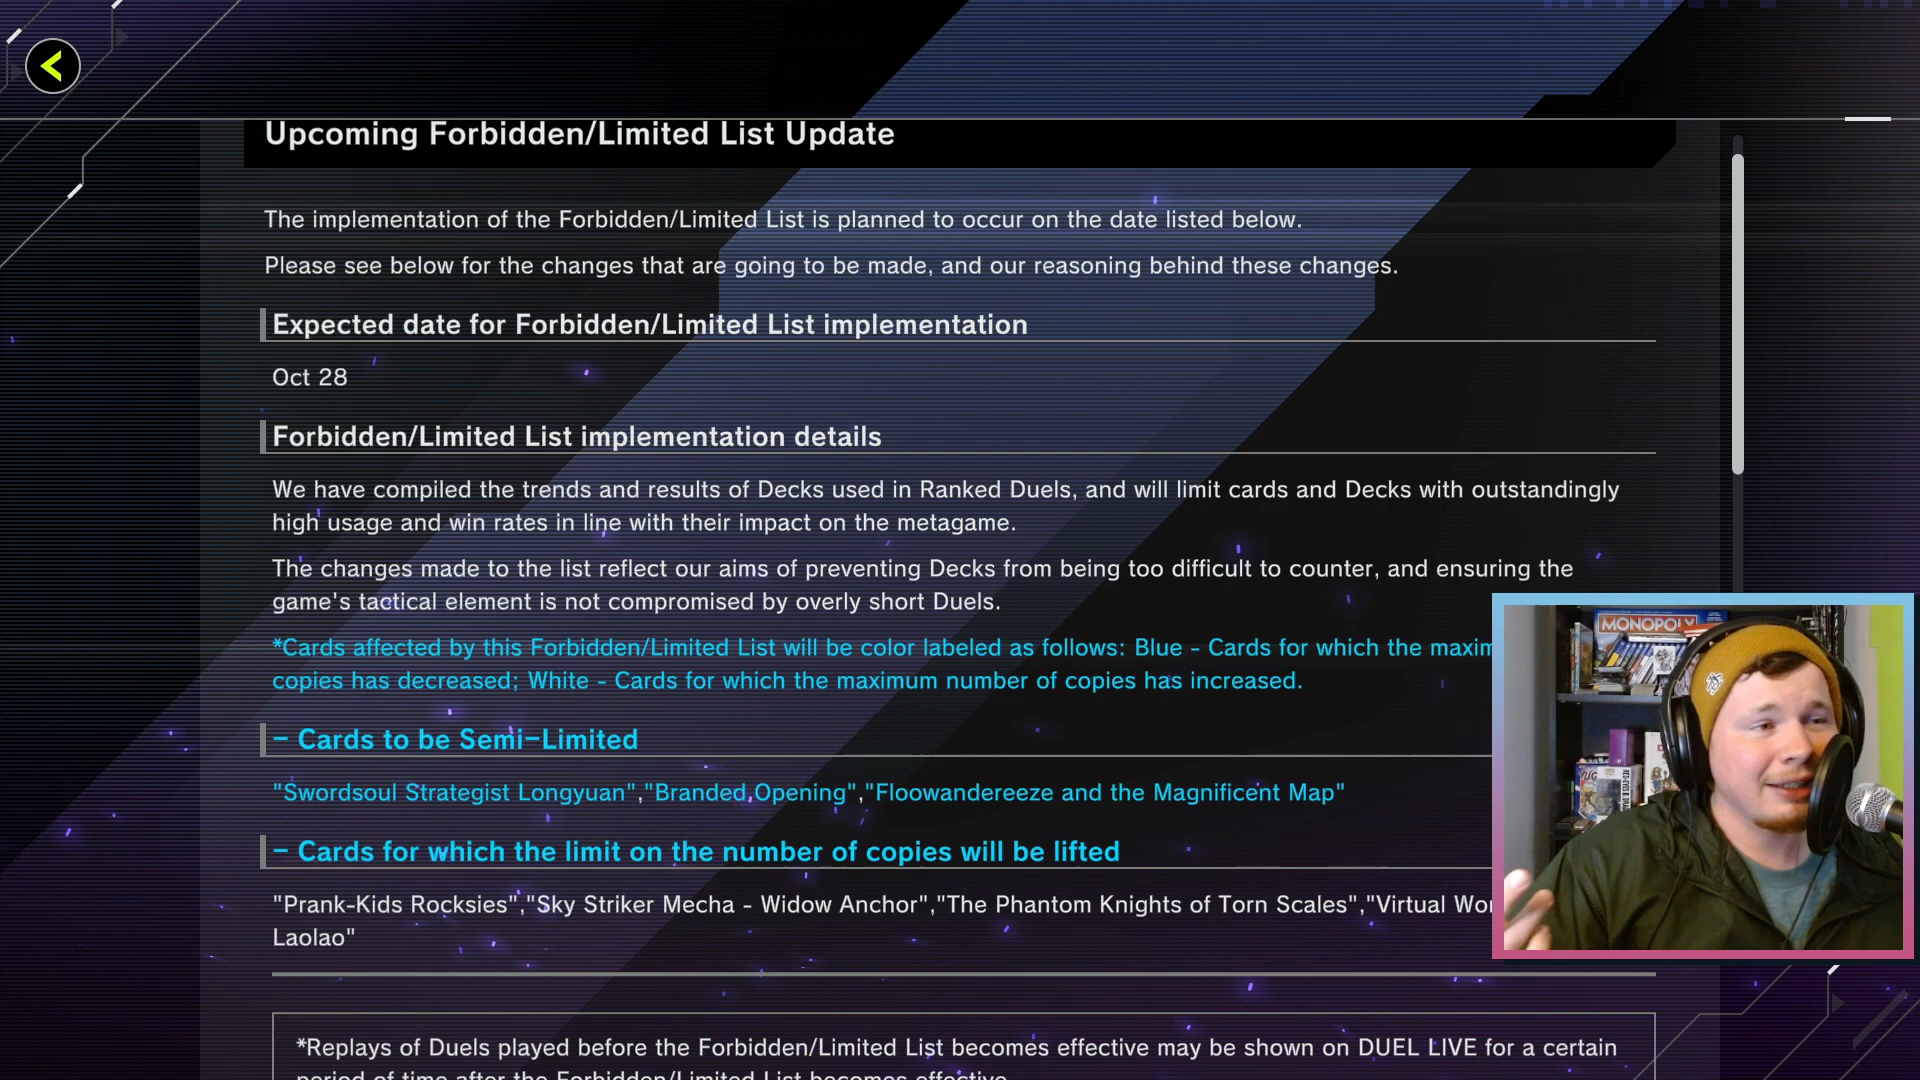 Upcoming Forbidden/Limited List Update
The implementation of the Forbidden/Limited List is planned to occur on the date listed below.
Please see below for the changes that are going to be made, and our reasoning behind these changes.
Expected date for Forbidden/Limited List implementation
Oct 28
Forbidden/Limited List implementation details
We have compiled the trends and results of Decks used in Ranked Duels, and will limit cards and Decks with outstandingly
high usage and win rates in line with their impact on the metagame.
The changes made to the list reflect our aims of preventing Decks from being too difficult to counter, and ensuring the
game's tactical element is not compromised by overly short Duels.
*Cards affected by this Forbidden/Limited List will be color labeled as follows: Blue - Cards for which the maxim
copies has decreased; White - Cards for which the maximum number of copies has increased.
MONOPOLY
- Cards to be Semi-Limited
"Swordsoul Strategist Longyuan","Branded Opening","Floowandereeze and the Magnificent Map"
- Cards for which the limit on the number of copies will be lifted
"Prank-Kids Rocksies","Sky Striker Mecha - Widow Anchor","The Phantom Knights of Torn Scales","Virtual Wor
Laolao"
*Replays of Duels played before the Forbidden/Limited List becomes effective may be shown on DUEL LIVE for a certain
period of time after the Forbidden/Limited List becomes effective